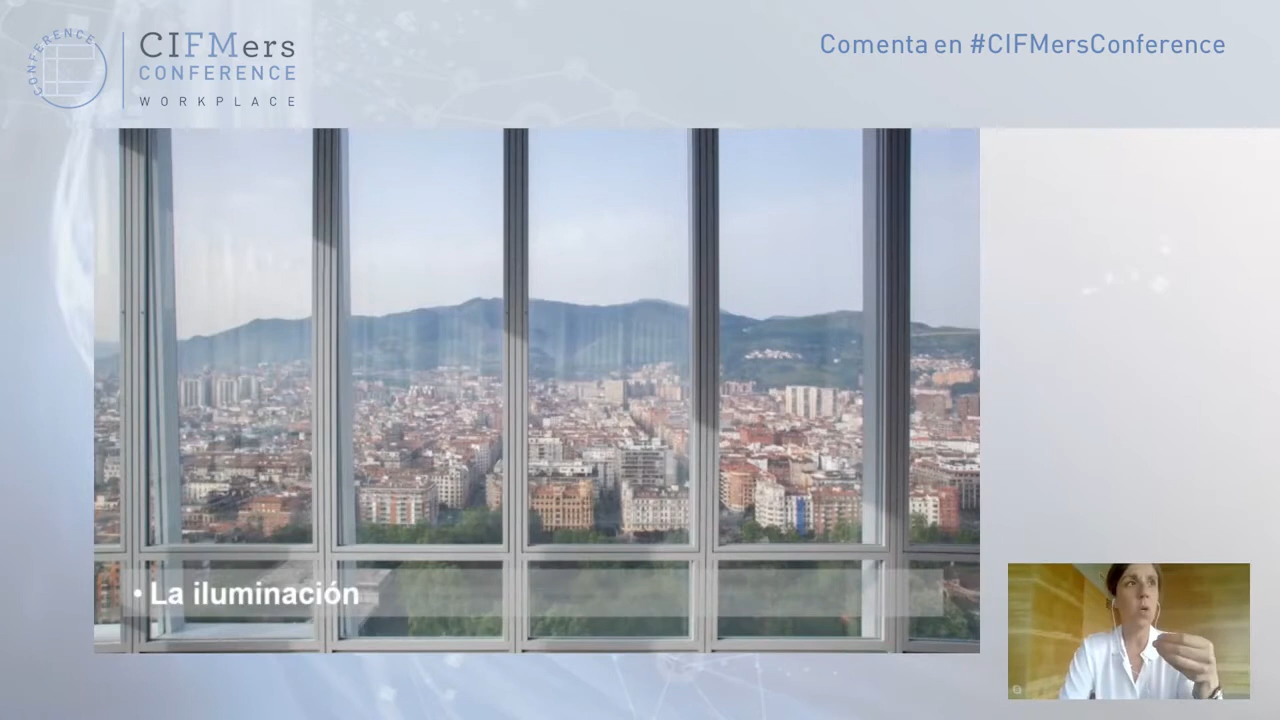 CONFERENCE
CIFMers
CONFERENCE
WORKPLACE
Comenta en #CIFMersConference
• La iluminación